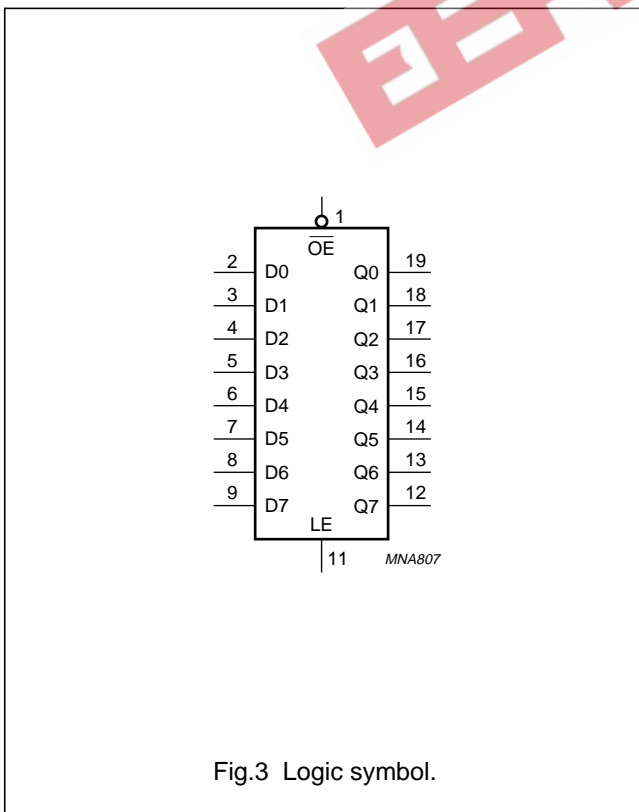 1
O̅E̅
2 D0 Q0 19
3 D1 Q1 18
4 D2 Q2 17
5 D3 Q3 16
6 D4 Q4 15
7 D5 Q5 14
8 D6 Q6 13
9 D7 Q7 12
LE
11 MNA807
Fig.3 Logic symbol.